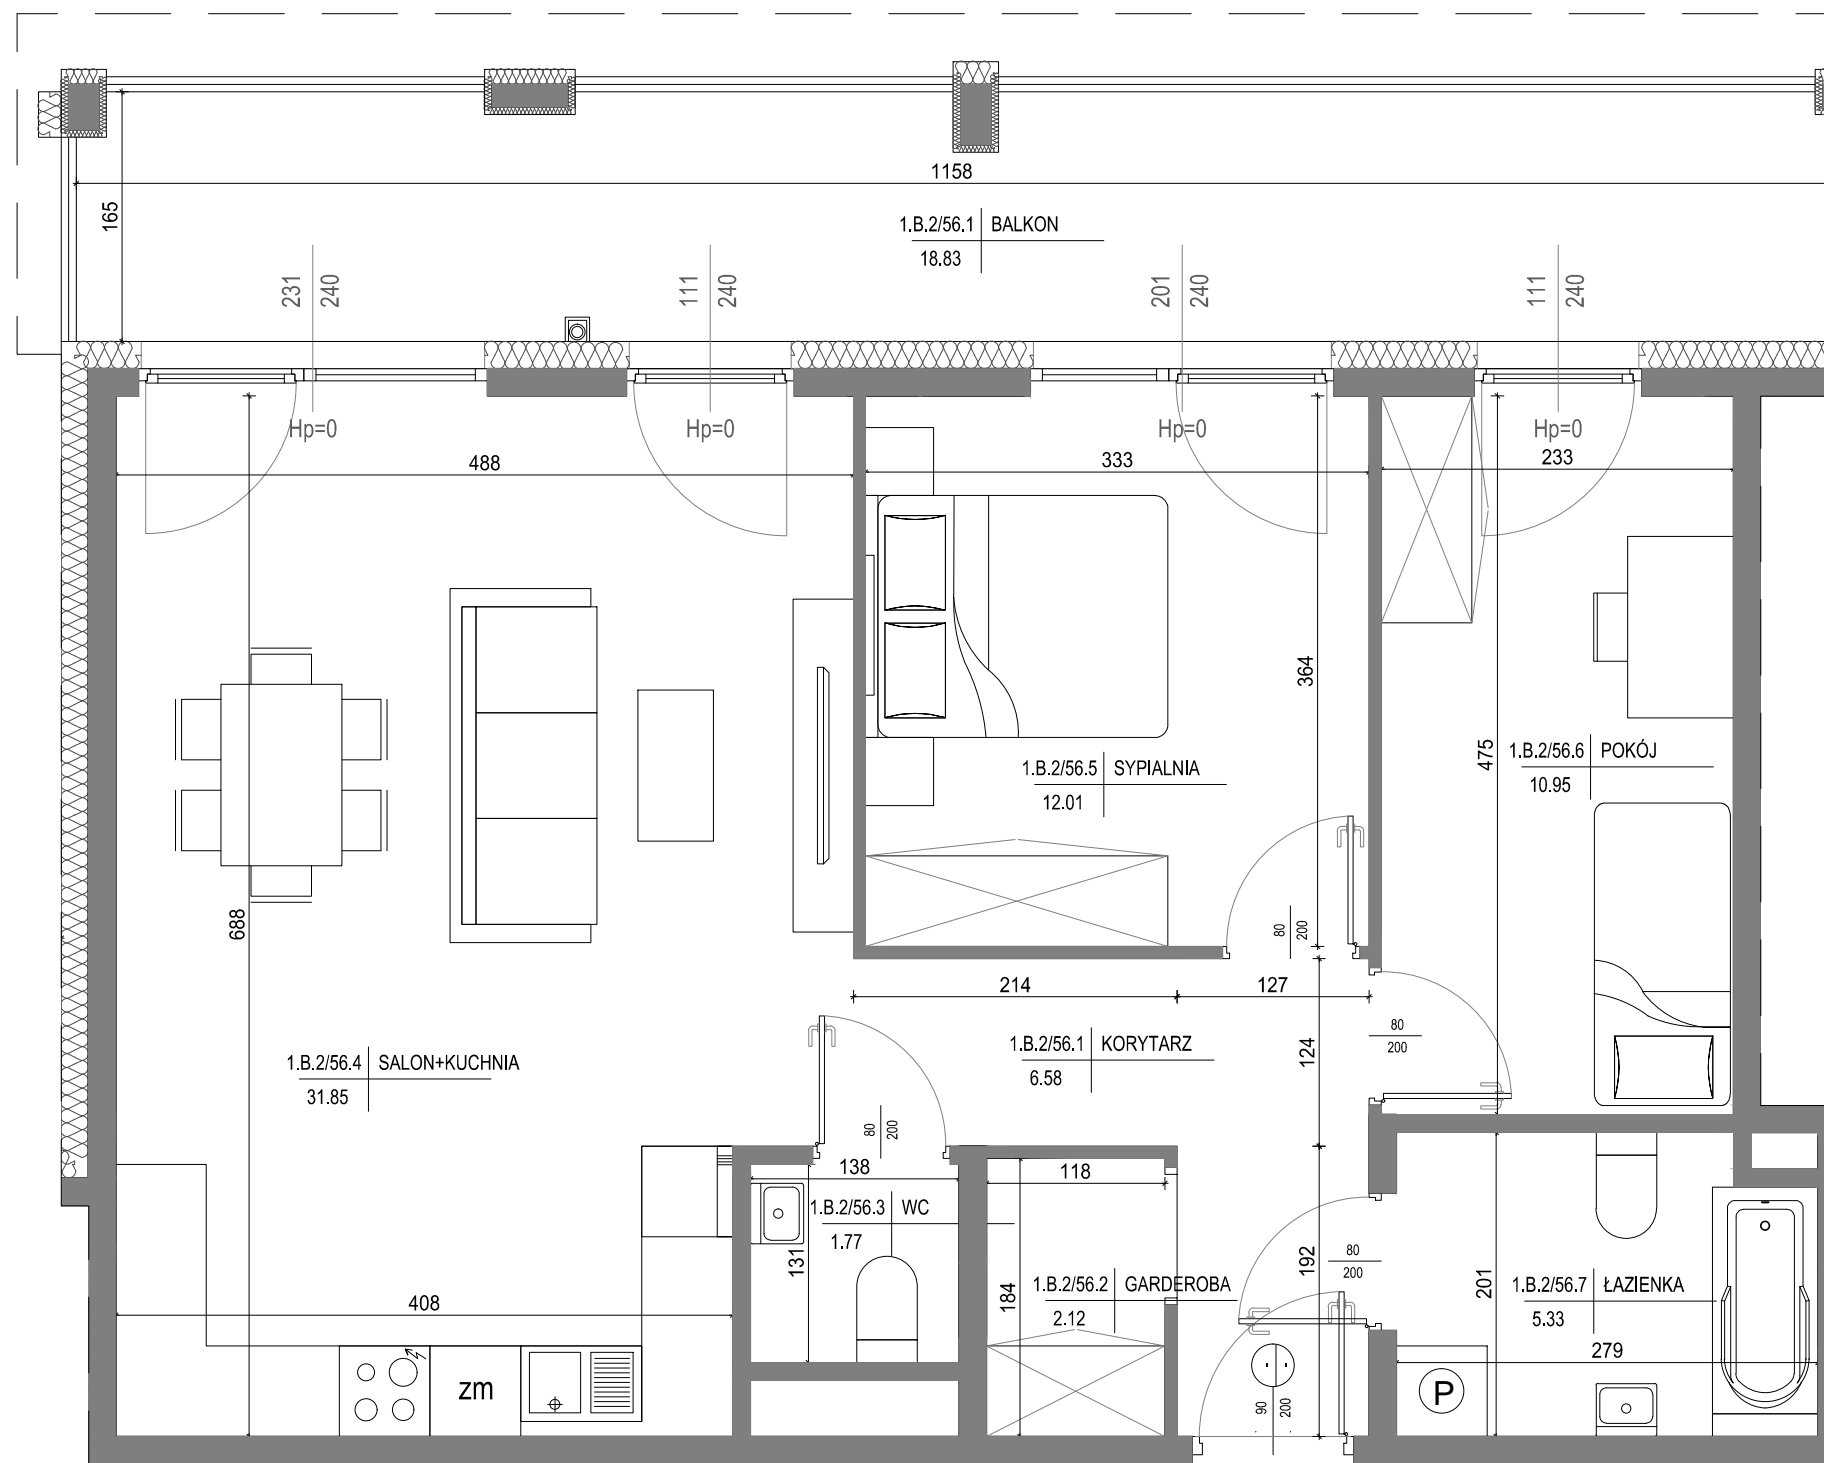 1158
165
1.B.2/56.1 BALKON
18.83
231 240
111 240
201 240
111 240
Hp=0
Hp=0
Hp=0
Hp=0
488
333
233
364
475
688
1.B.2/56.5 SYPIALNIA
12.01
1.B.2/56.6 POKÓJ
10.95
80 200
214
127
124
80
200
1.B.2/56.4 SALON+KUCHNIA
31.85
1.B.2/56.1 KORYTARZ
6.58
80 200
138
118
1.B.2/56.3 WC
1.77
131
184
192
80
200
201
1.B.2/56.2 GARDEROBA
2.12
1.B.2/56.7 ŁAZIENKA
5.33
408
279
zm
P
90 200